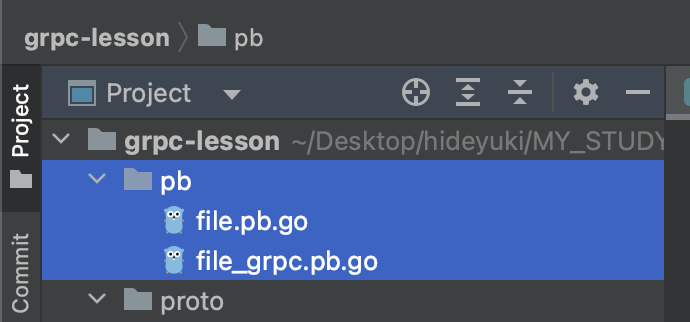 grpc-lesson 〉 pb
Project
Project
grpc-lesson ~/Desktop/hideyuki/MY_STUDY
pb
file.pb.go
file_grpc.pb.go
Commit
proto